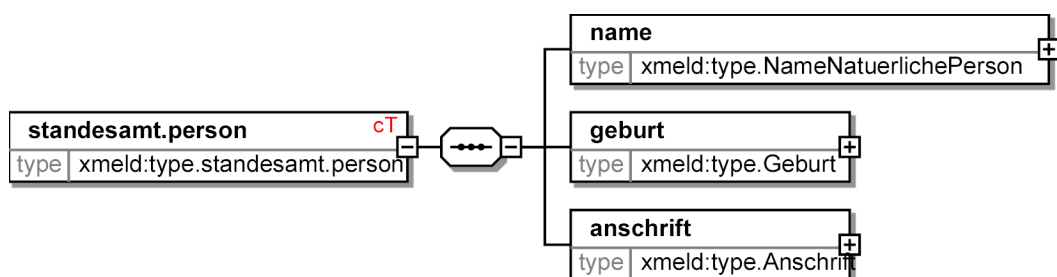 name
type xmeld:type.NameNatuerlichePerson
standesamt.person cT
type xmeld:type.standesamt.person
geburt
type xmeld:type.Geburt
anschrift
type xmeld:type.Anschrift